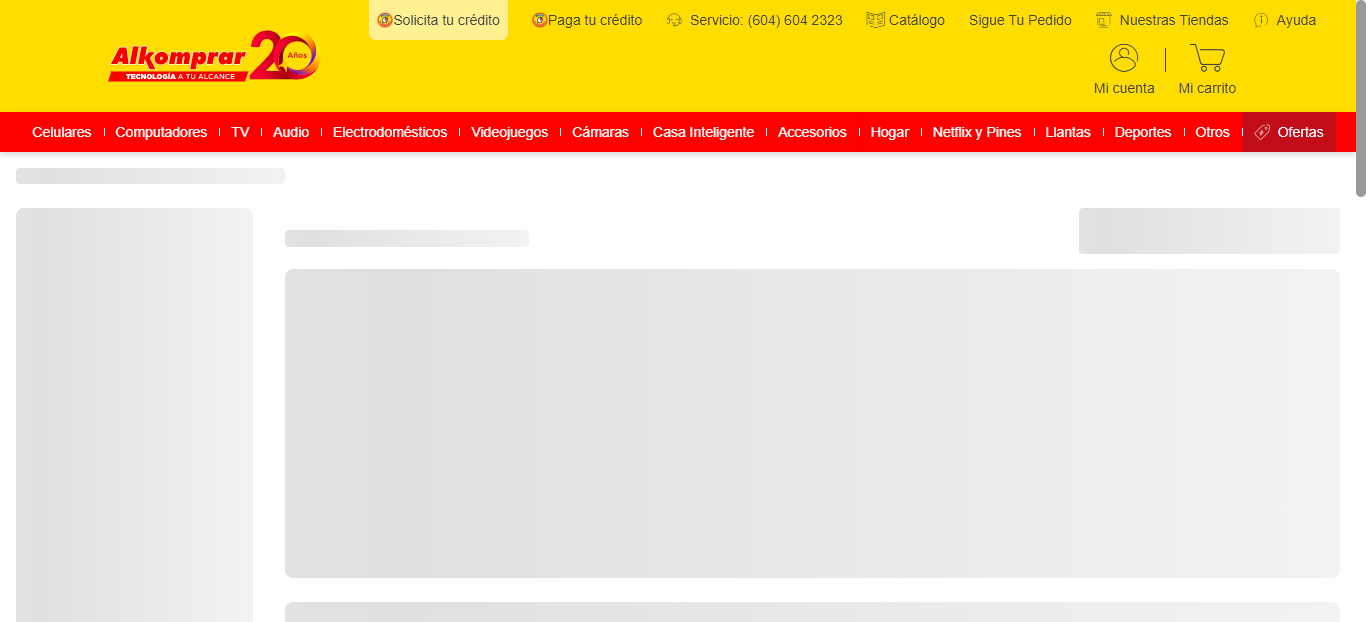 Solicita tu crédito
Paga tu crédito
Servicio: (604) 604 2323
Catálogo
Sigue Tu Pedido
Nuestras Tiendas
Ayuda
Alkomprar 20 Años
TECNOLOGÍA A TU ALCANCE
Mi cuenta
Mi carrito
Celulares
Computadores
TV
Audio
Electrodomésticos
Videojuegos
Cámaras
Casa Inteligente
Accesorios
Hogar
Netflix y Pines
Llantas
Deportes
Otros
Ofertas